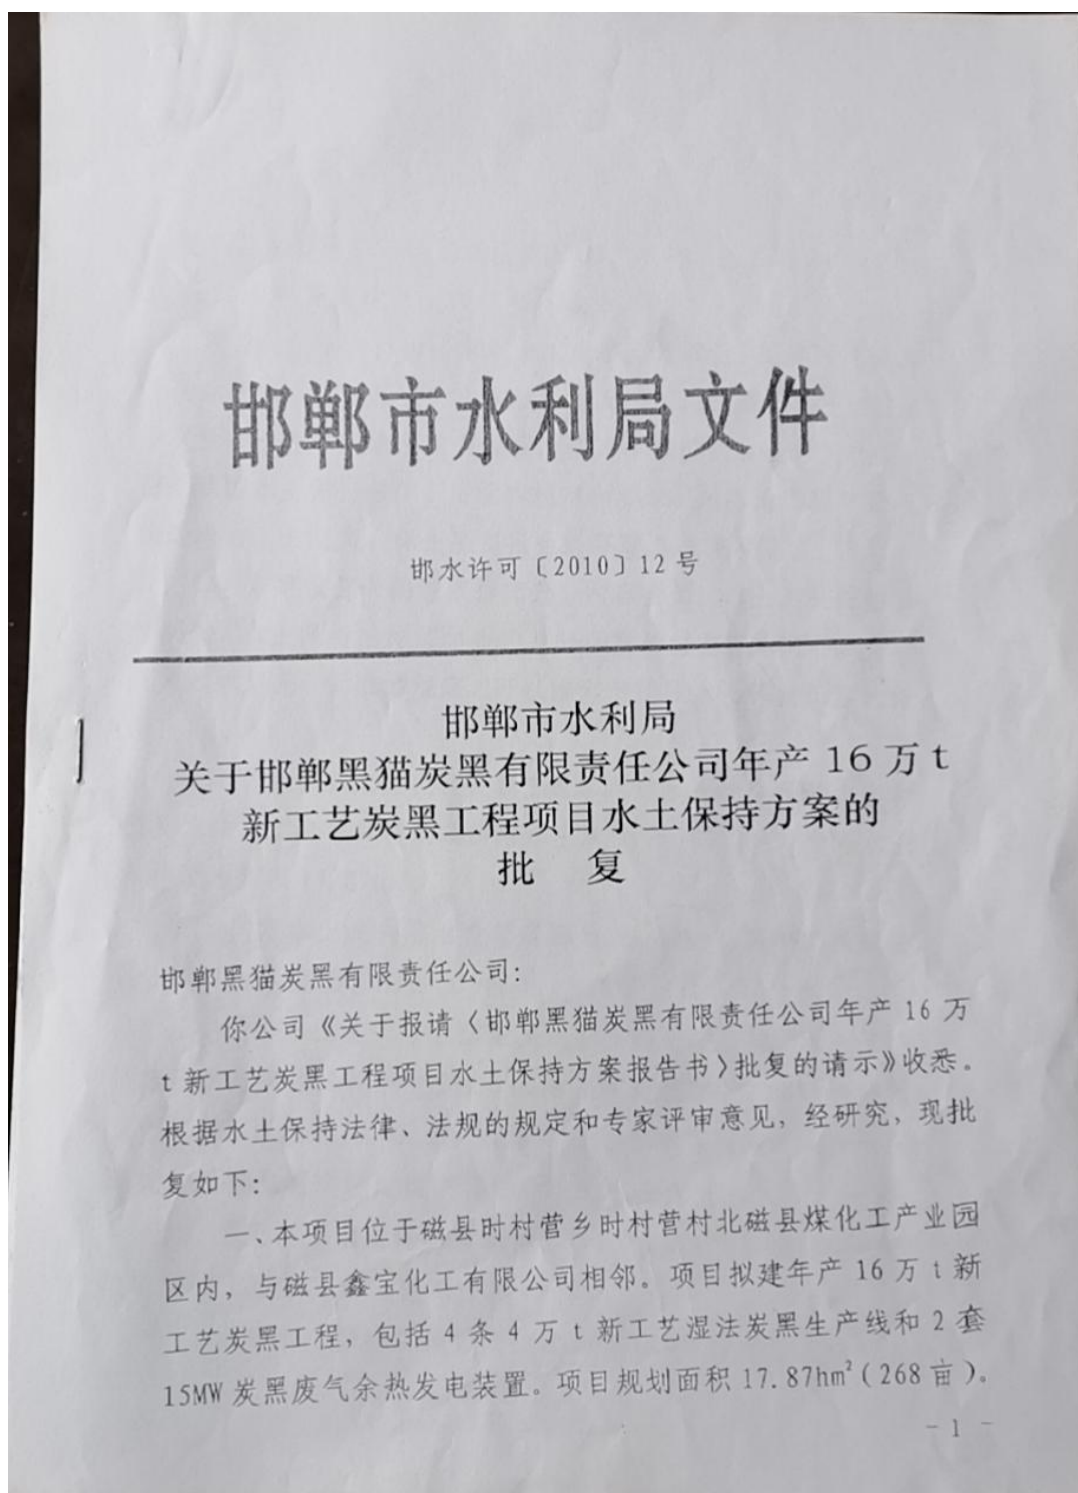 邯郸市水利局文件
邯水许可〔2010〕12号
邯郸市水利局
关于邯郸黑猫炭黑有限责任公司年产16万t
新工艺炭黑工程项目水土保持方案的
批 复
邯郸黑猫炭黑有限责任公司:
你公司《关于报请〈邯郸黑猫炭黑有限责任公司年产16万
t新工艺炭黑工程项目水土保持方案报告书〉批复的请示》收悉。
根据水土保持法律、法规的规定和专家评审意见,经研究,现批
复如下:
一、本项目位于磁县时村营乡时村营村北磁县煤化工产业园
区内,与磁县鑫宝化工有限公司相邻。项目拟建年产16万t新
工艺炭黑工程,包括4条4万t新工艺湿法炭黑生产线和2套
15MW炭黑废气余热发电装置。项目规划面积17.87hm²(268亩)。
- 1 -